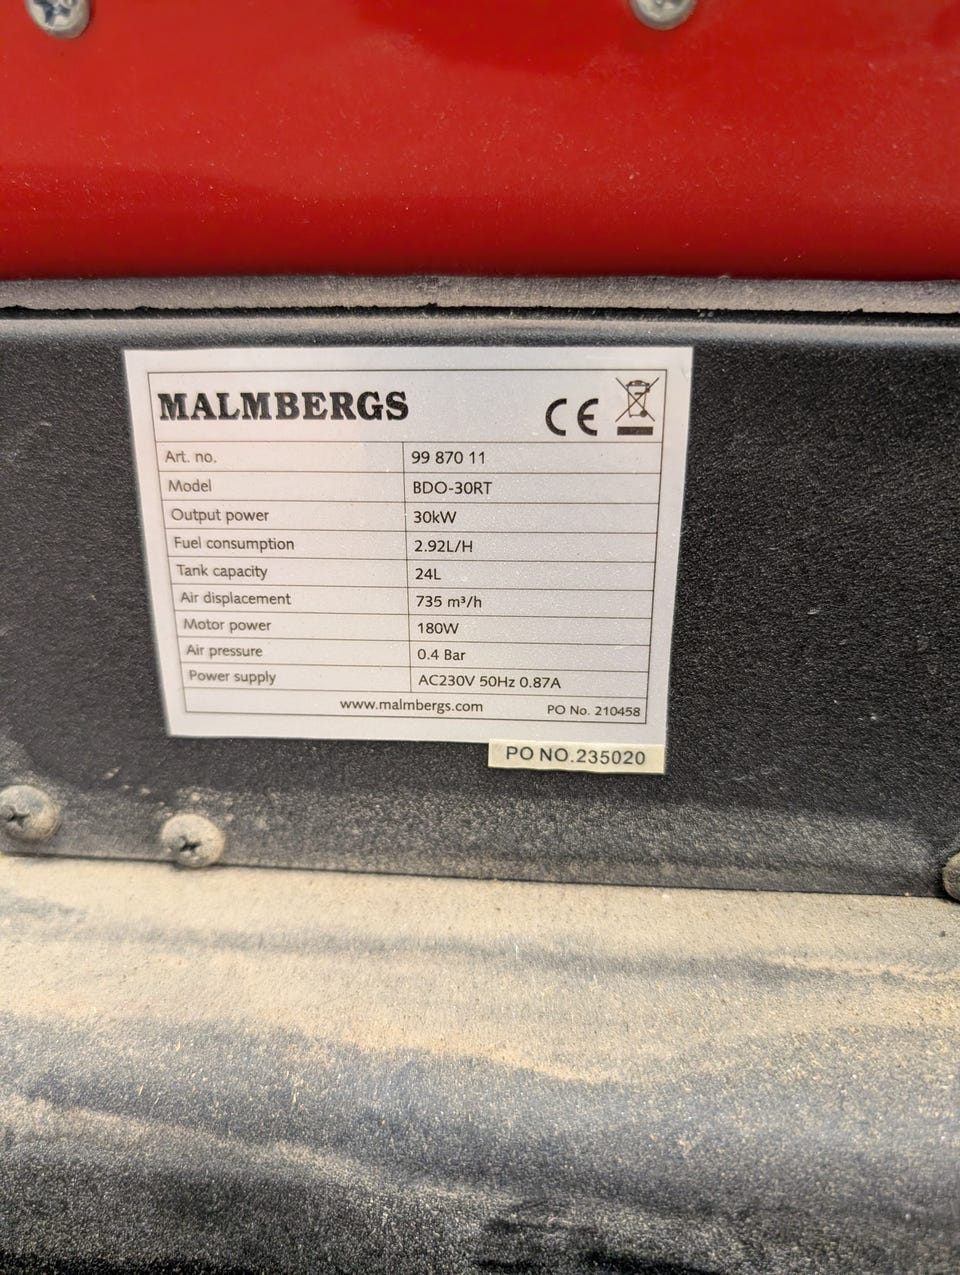 MALMBERGS CE
Art. no. 99 870 11
Model BDO-30RT
Output power 30kW
Fuel consumption 2.92L/H
Tank capacity 24L
Air displacement 735 m³/h
Motor power 180W
Air pressure 0.4 Bar
Power supply AC230V 50Hz 0.87A
www.malmbergs.com PO No. 210458
PO NO.235020